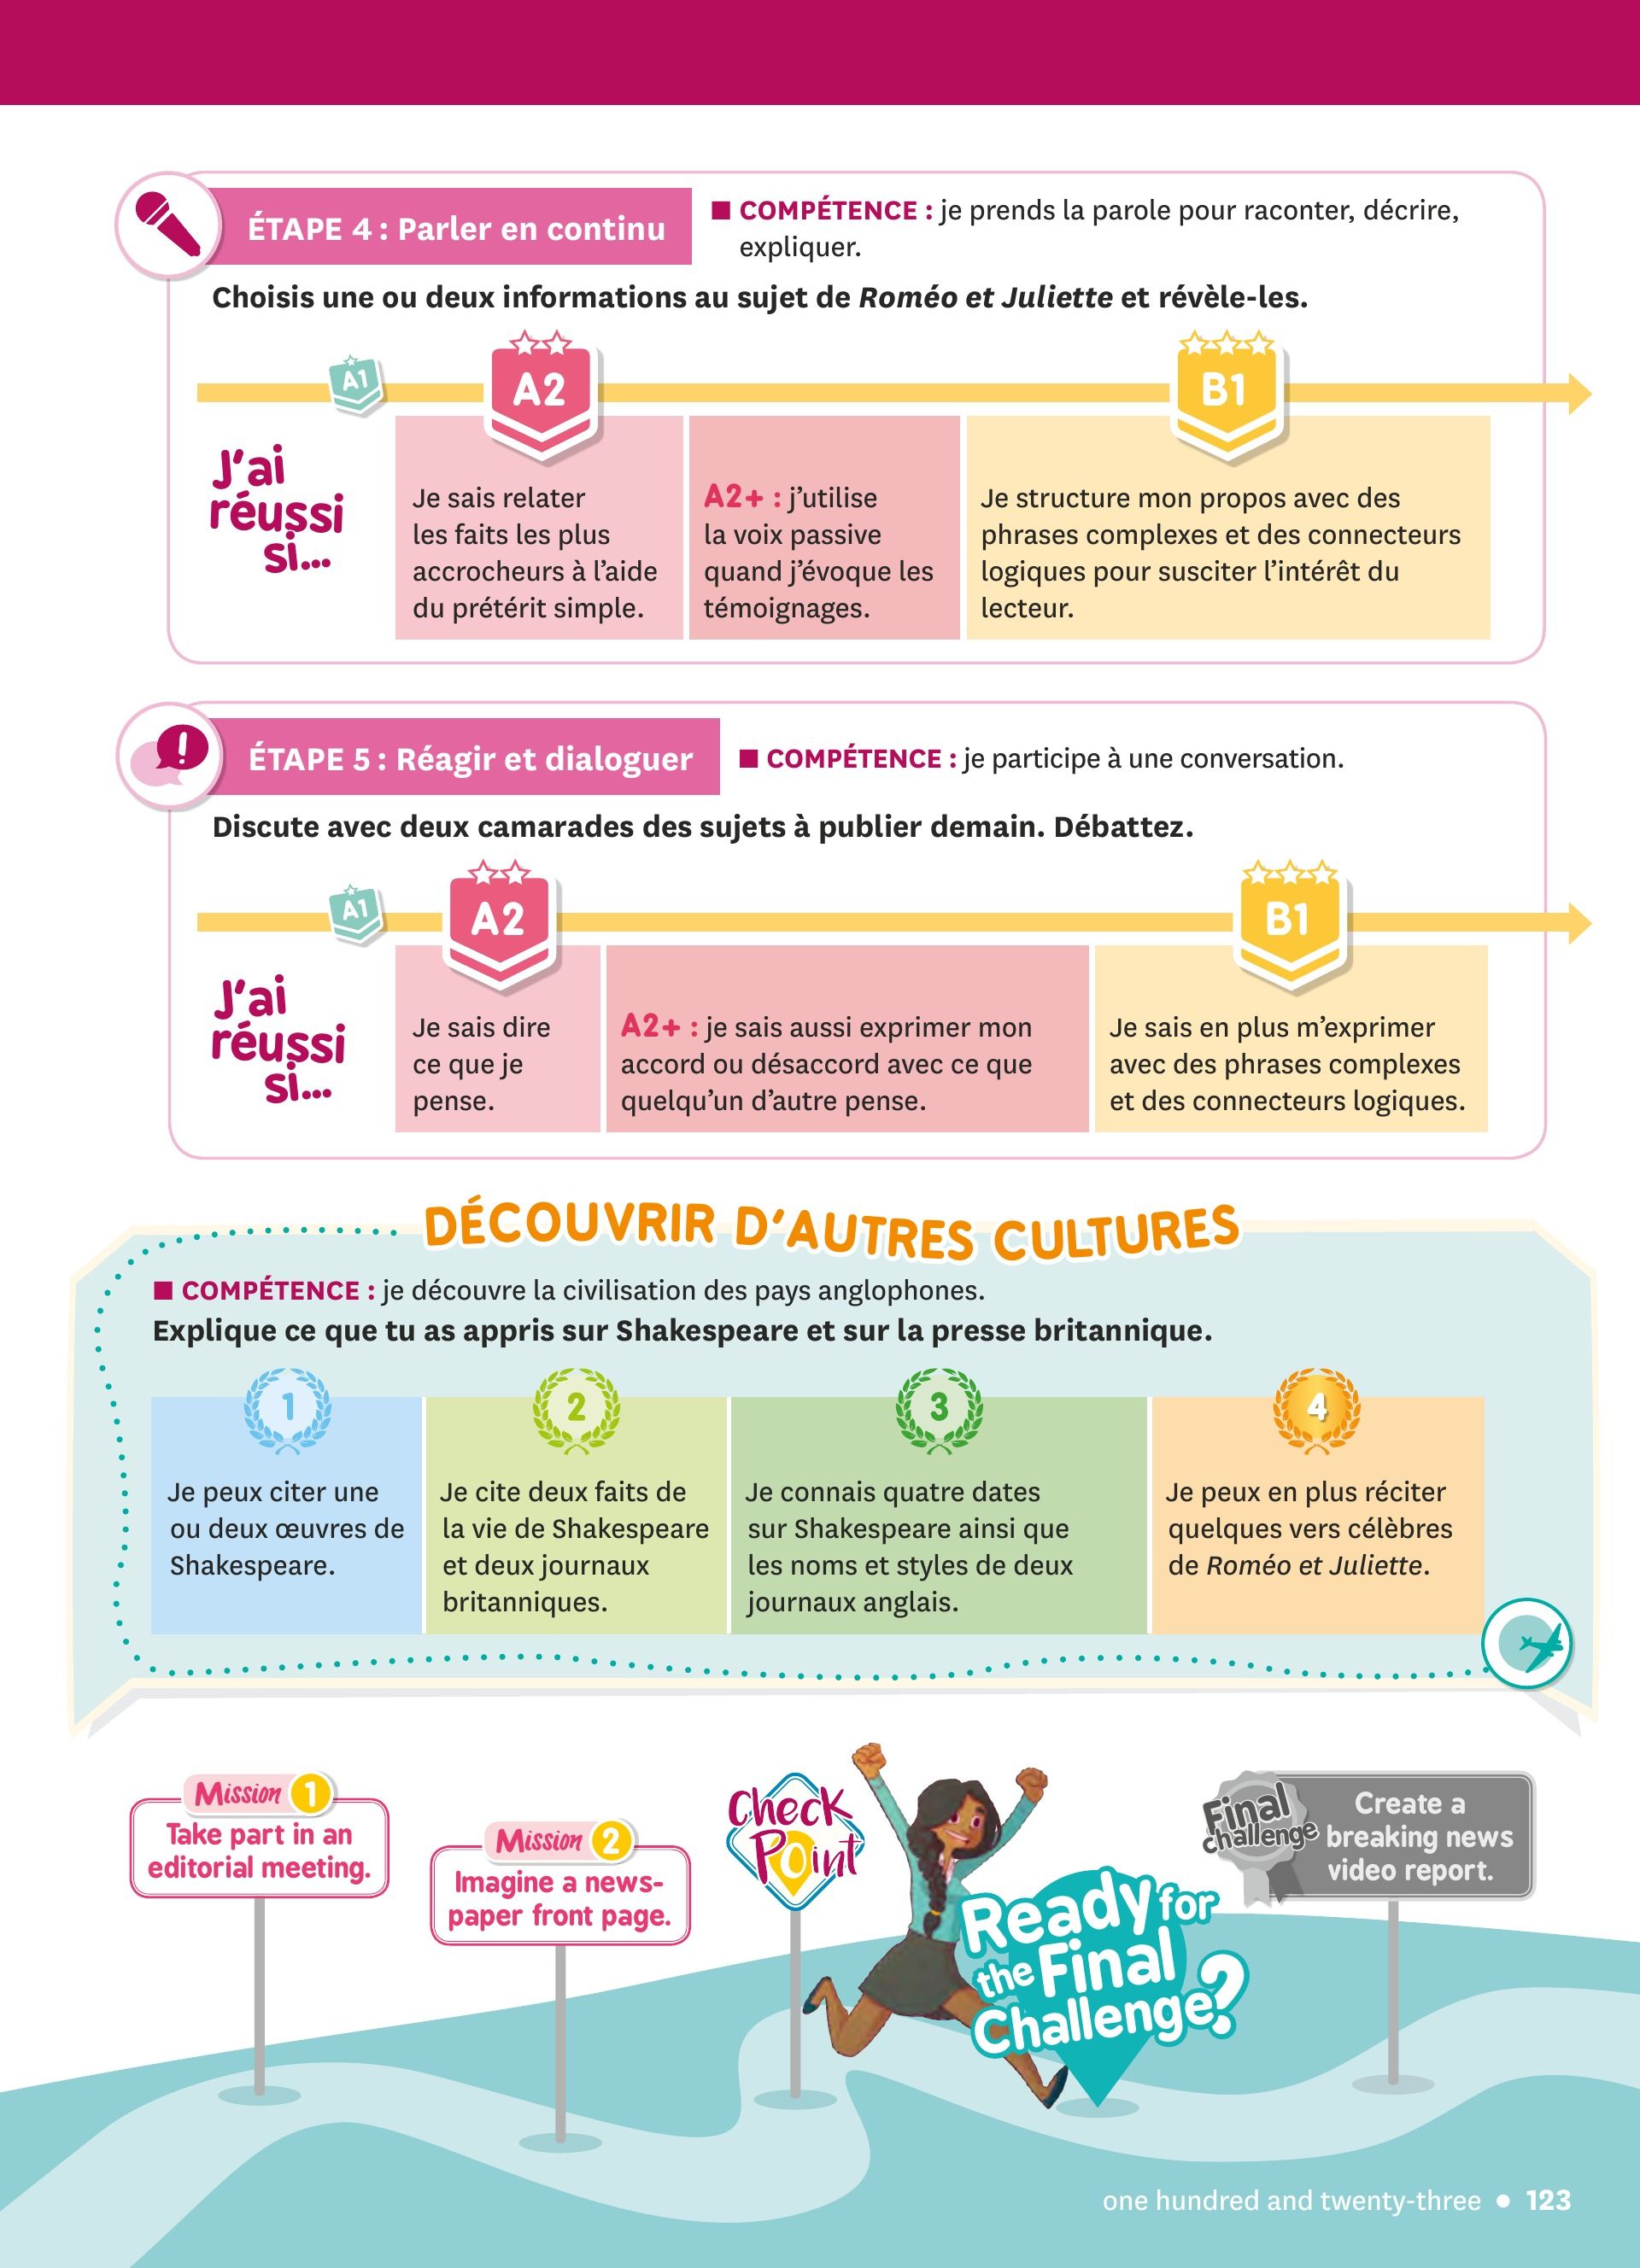 ÉTAPE 4 : Parler en continu
■ COMPÉTENCE : je prends la parole pour raconter, décrire,
expliquer.
Choisis une ou deux informations au sujet de Roméo et Juliette et révèle-les.
A1
A2
B1
J'ai
réussi
si...
Je sais relater
les faits les plus
accrocheurs à l'aide
du prétérit simple.
A2+ : j'utilise
la voix passive
quand j'évoque les
témoignages.
Je structure mon propos avec des
phrases complexes et des connecteurs
logiques pour susciter l'intérêt du
lecteur.
ÉTAPE 5 : Réagir et dialoguer
■ COMPÉTENCE : je participe à une conversation.
Discute avec deux camarades des sujets à publier demain. Débattez.
A1
A2
B1
J'ai
réussi
si...
Je sais dire
ce que je
pense.
A2+ : je sais aussi exprimer mon
accord ou désaccord avec ce que
quelqu'un d'autre pense.
Je sais en plus m'exprimer
avec des phrases complexes
et des connecteurs logiques.
DÉCOUVRIR D'AUTRES CULTURES
■ COMPÉTENCE : je découvre la civilisation des pays anglophones.
Explique ce que tu as appris sur Shakespeare et sur la presse britannique.
1
Je peux citer une
ou deux œuvres de
Shakespeare.
2
Je cite deux faits de
la vie de Shakespeare
et deux journaux
britanniques.
3
Je connais quatre dates
sur Shakespeare ainsi que
les noms et styles de deux
journaux anglais.
4
Je peux en plus réciter
quelques vers célèbres
de Roméo et Juliette.
Mission 1
Take part in an
editorial meeting.
Mission 2
Imagine a news-
paper front page.
Check
Point
Ready for
the Final
Challenge?
Final
challenge
Create a
breaking news
video report.
one hundred and twenty-three • 123